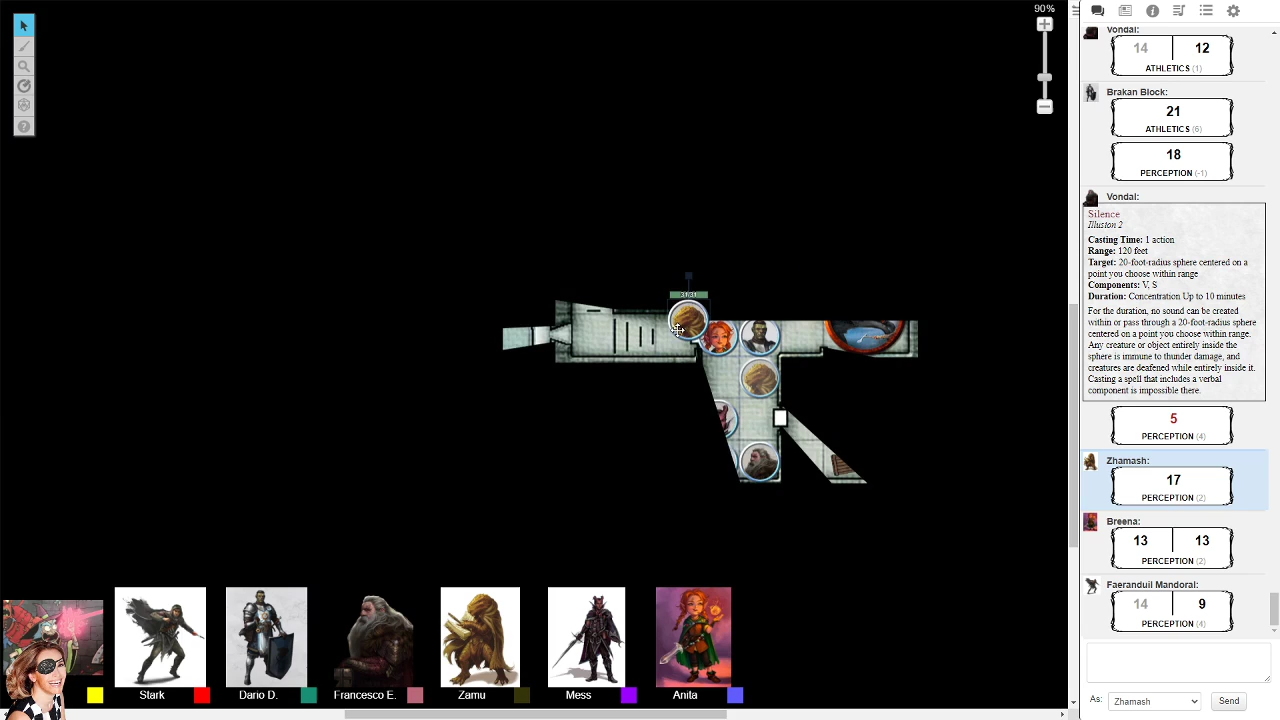 90%
Vondal:
14 12
ATHLETICS (1)
Brakan Block:
21
ATHLETICS (6)
18
PERCEPTION (-1)
Vondal:
Silence
Illusion 2
Casting Time: 1 action
Range: 120 feet
Target: 20-foot-radius sphere centered on a
point you choose within range
Components: V, S
Duration: Concentration Up to 10 minutes
For the duration, no sound can be created
within or pass through a 20-foot-radius sphere
centered on a point you choose within range.
Any creature or object entirely inside the
sphere is immune to thunder damage, and
creatures are deafened while entirely inside it.
Casting a spell that includes a verbal
component is impossible there.
5
PERCEPTION (4)
Zhamash:
17
PERCEPTION (2)
Breena:
13 13
PERCEPTION (2)
Faeranduil Mandoral:
14 9
PERCEPTION (4)
As: Zhamash Send
31/31
Stark
Dario D.
Francesco E.
Zamu
Mess
Anita